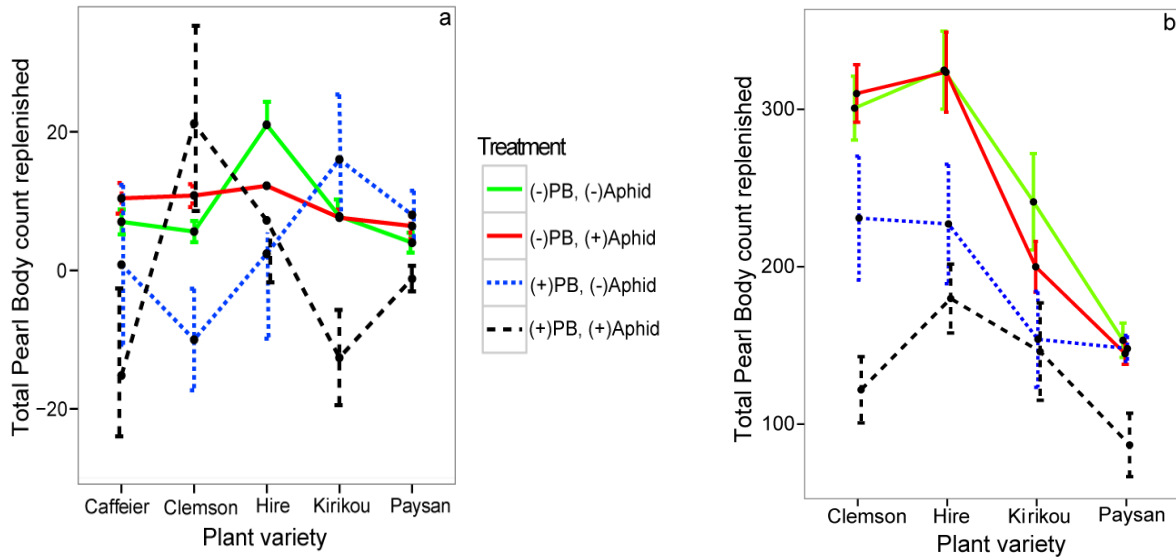 a
Total Pearl Body count replenished
20
0
−20
Caffeier Clemson Hire Kirikou Paysan
Plant variety
Treatment
(-)PB, (-)Aphid
(-)PB, (+)Aphid
(+)PB, (-)Aphid
(+)PB, (+)Aphid
b
Total Pearl Body count replenished
300
200
100
Clemson Hire Kirikou Paysan
Plant variety